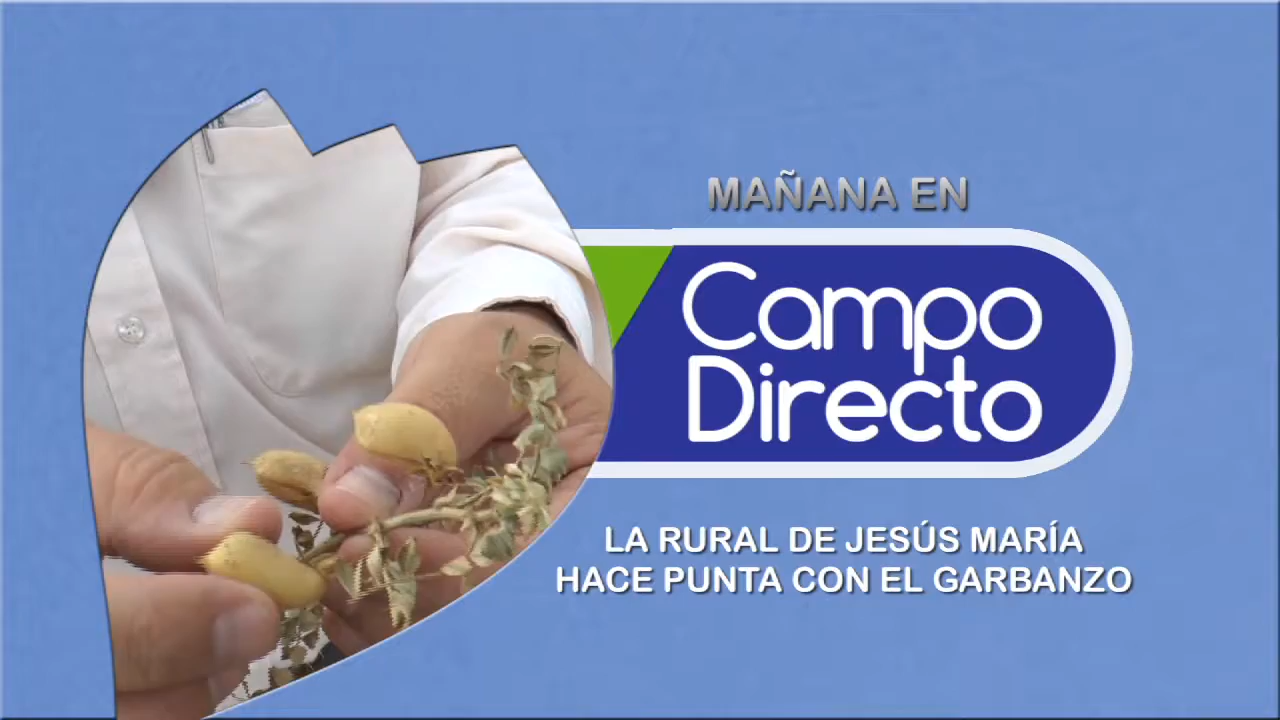 MAÑANA EN
Campo
Directo
LA RURAL DE JESÚS MARÍA
HACE PUNTA CON EL GARBANZO